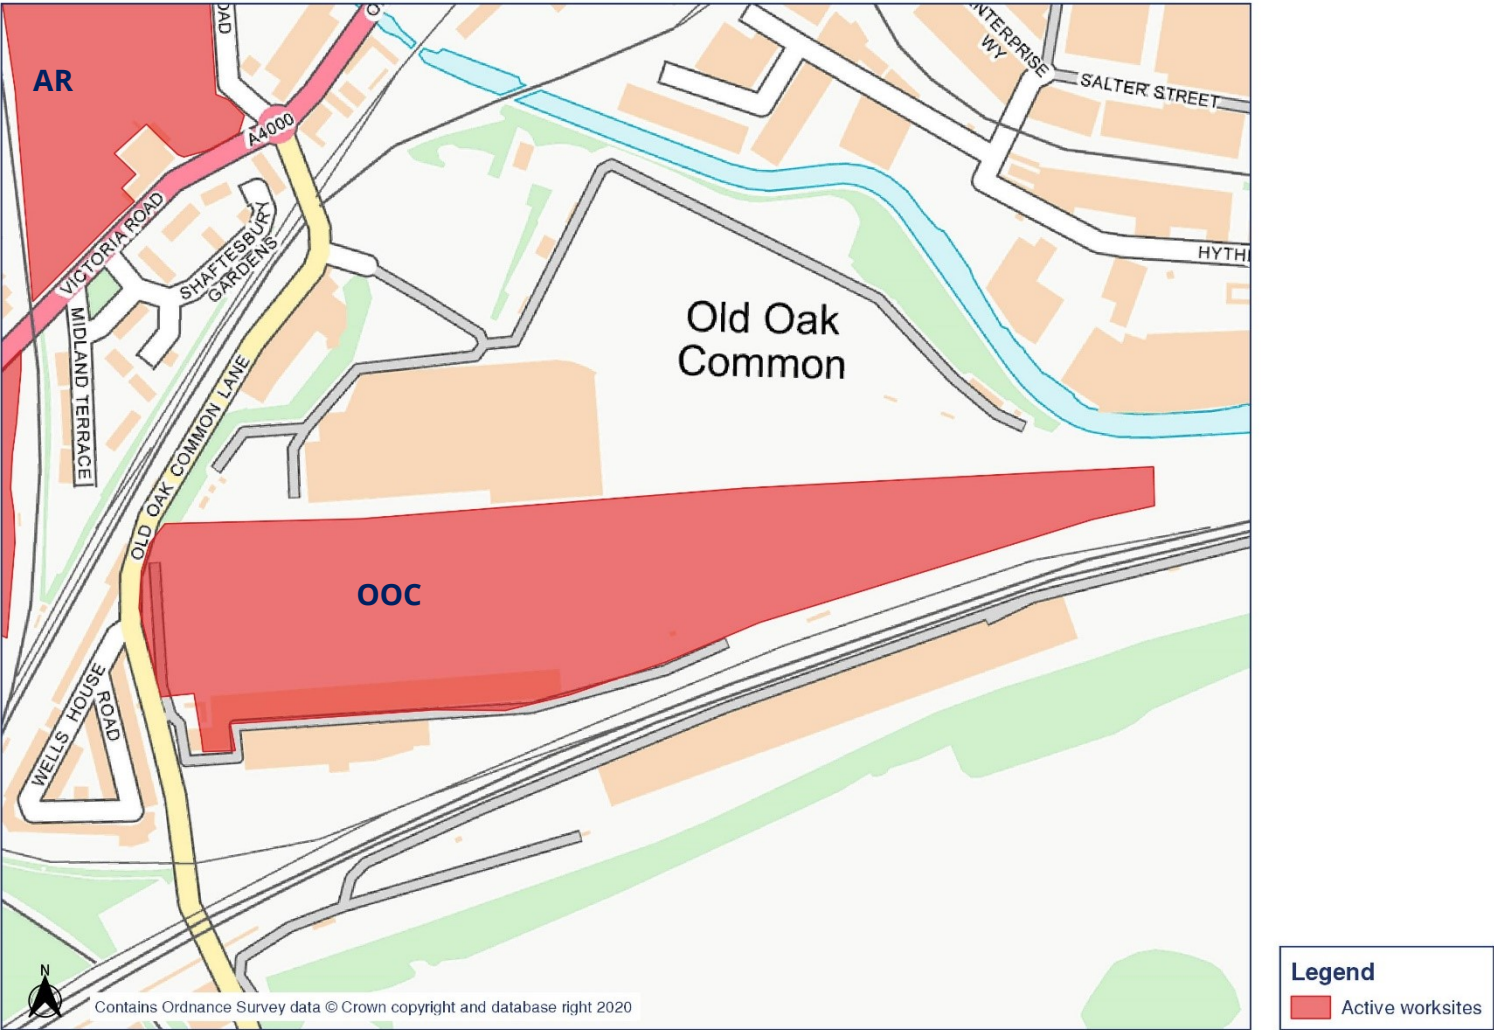 OAD
ENTERPRISE
WY
SALTER STREET
AR
A4000
VICTORIA ROAD
SHAFTESBURY
GARDENS
HYTHE
MIDLAND TERRACE
Old Oak
Common
OLD OAK COMMON LANE
OOC
WELLS HOUSE
ROAD
N
Contains Ordnance Survey data © Crown copyright and database right 2020
Legend
Active worksites